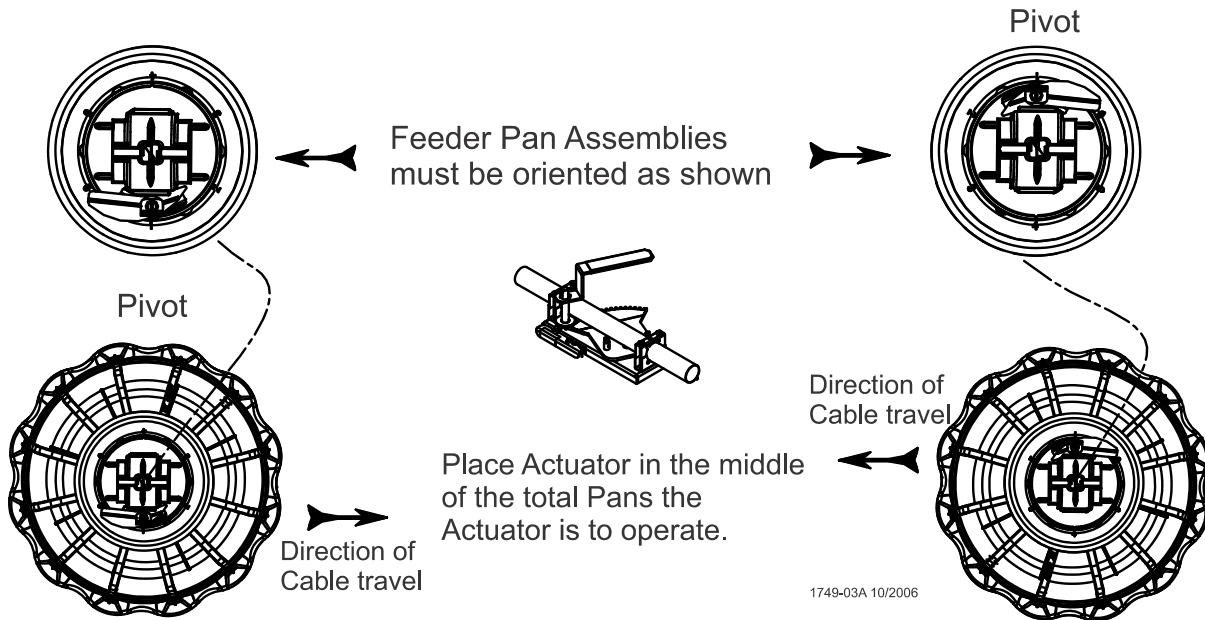 Pivot
Feeder Pan Assemblies
must be oriented as shown
Pivot
Direction of
Cable travel
Place Actuator in the middle
of the total Pans the
Actuator is to operate.
Direction of
Cable travel
1749-03A 10/2006